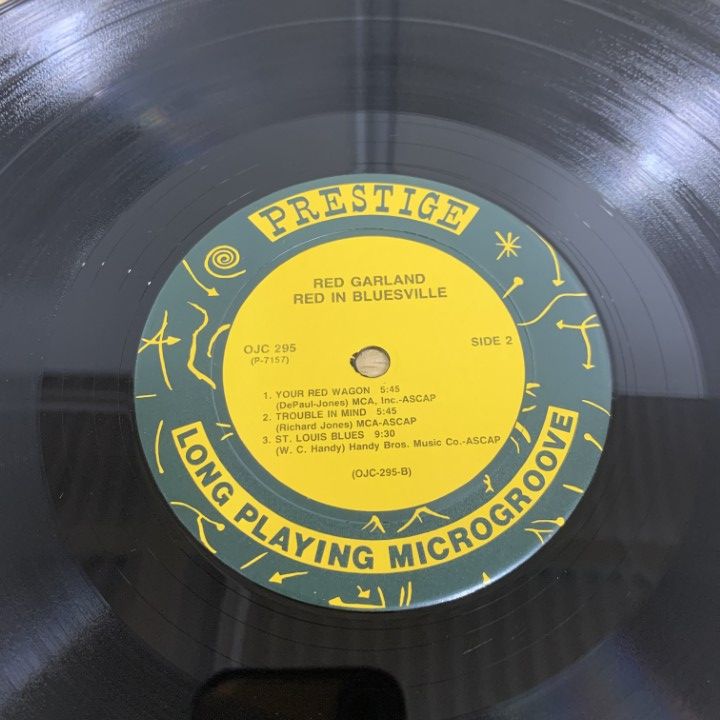 PRESTIGE
RED GARLAND
RED IN BLUESVILLE
OJC 295
(P-7157)
SIDE 2
1. YOUR RED WAGON 5:45
(DePaul-Jones) MCA, Inc.-ASCAP
2. TROUBLE IN MIND 5:45
(Richard Jones) MCA-ASCAP
3. ST. LOUIS BLUES 9:30
(W. C. Handy) Handy Bros. Music Co.-ASCAP
(OJC-295-B)
LONG PLAYING MICROGROOVE